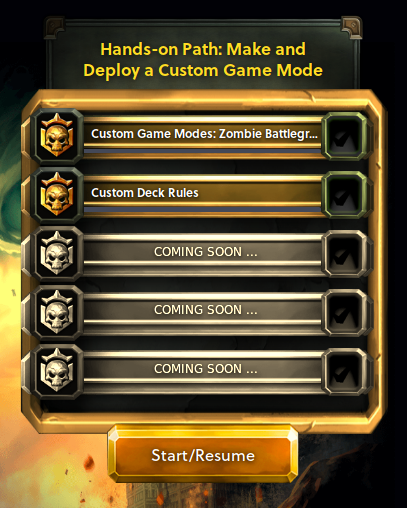 Hands-on Path: Make and
Deploy a Custom Game Mode
Custom Game Modes: Zombie Battlegr...
Custom Deck Rules
COMING SOON ...
COMING SOON ...
COMING SOON ...
Start/Resume